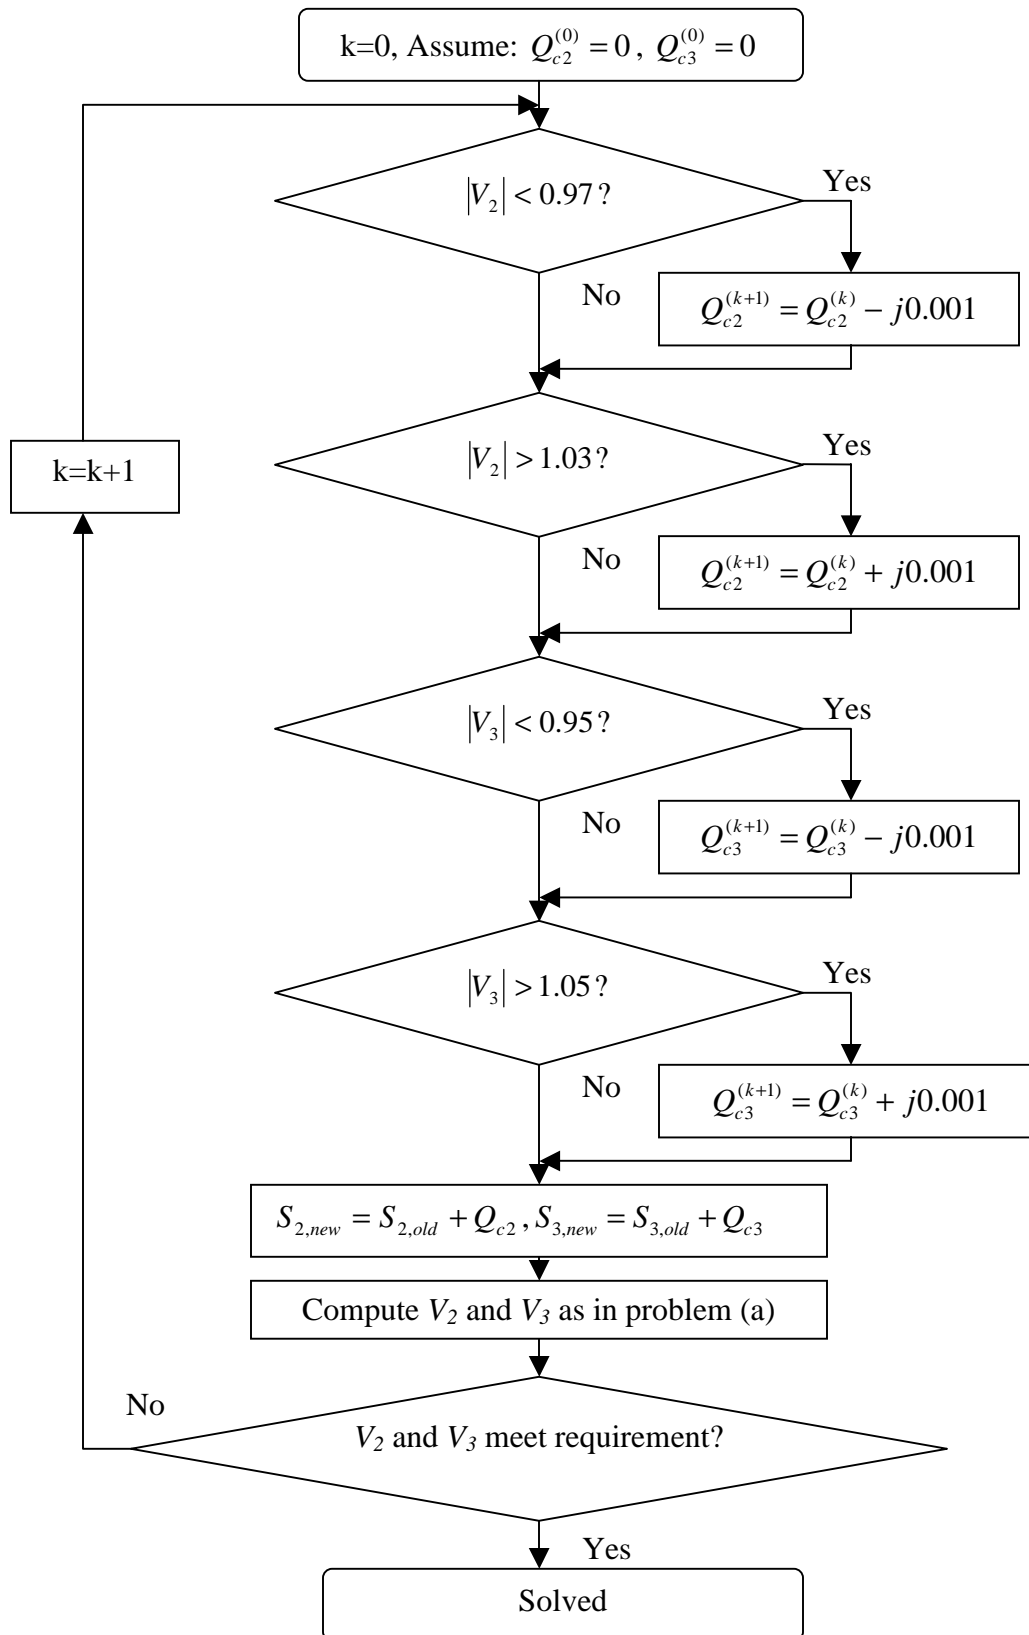 k=0, Assume: $Q_{c2}^{(0)} = 0$, $Q_{c3}^{(0)} = 0$
$|V_2| < 0.97?$
Yes
No
$Q_{c2}^{(k+1)} = Q_{c2}^{(k)} - j0.001$
k=k+1
$|V_2| > 1.03?$
Yes
No
$Q_{c2}^{(k+1)} = Q_{c2}^{(k)} + j0.001$
$|V_3| < 0.95?$
Yes
No
$Q_{c3}^{(k+1)} = Q_{c3}^{(k)} - j0.001$
$|V_3| > 1.05?$
Yes
No
$Q_{c3}^{(k+1)} = Q_{c3}^{(k)} + j0.001$
$S_{2,new} = S_{2,old} + Q_{c2}, S_{3,new} = S_{3,old} + Q_{c3}$
Compute $V_2$ and $V_3$ as in problem (a)
No
$V_2$ and $V_3$ meet requirement?
Yes
Solved